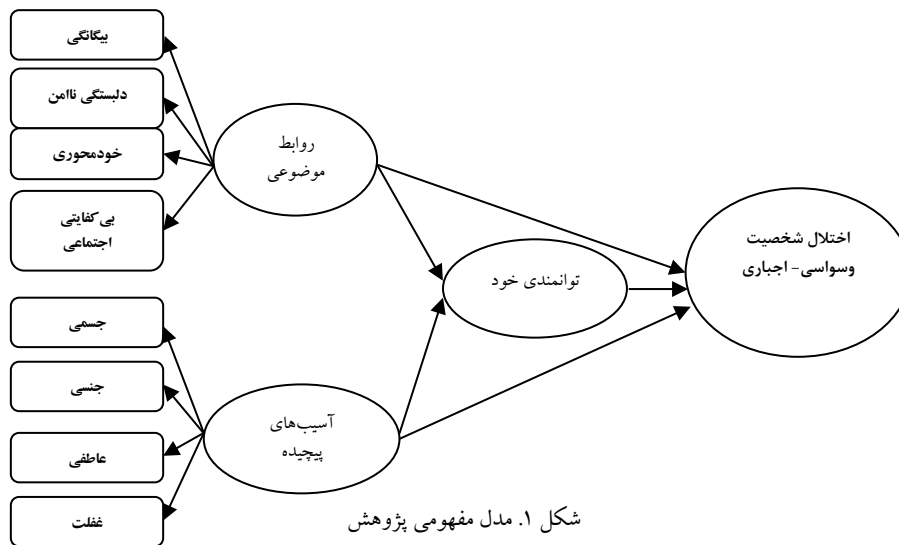 بیگانگی
دلبستگی ناامن
خودمحوری
بی‌کفایتی
اجتماعی
روابط
موضوعی
توانمندی خود
اختلال شخصیت
وسواسی- اجباری
جسمی
جنسی
عاطفی
غفلت
آسیب‌های
پیچیده
شکل ۱. مدل مفهومی پژوهش